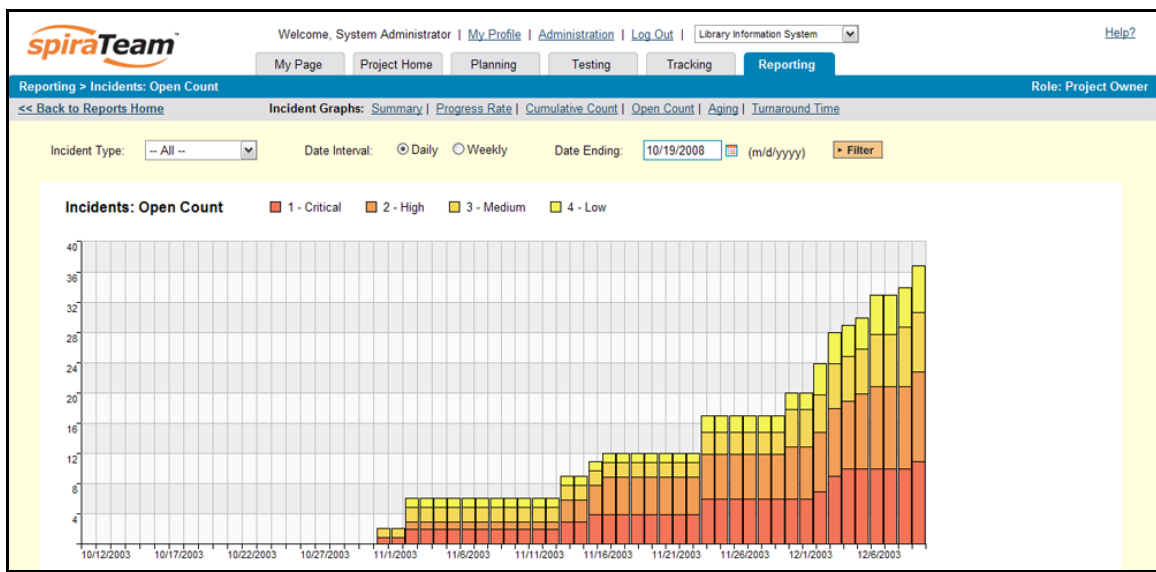 spiraTeam™
Welcome, System Administrator | My Profile | Administration | Log Out | Library Information System
Help?
My Page Project Home Planning Testing Tracking Reporting
Reporting > Incidents: Open Count Role: Project Owner
<< Back to Reports Home Incident Graphs: Summary | Progress Rate | Cumulative Count | Open Count | Aging | Turnaround Time
Incident Type: -- All -- Date Interval: Daily Weekly Date Ending: 10/19/2008 (m/d/yyyy) ► Filter
Incidents: Open Count 1 - Critical 2 - High 3 - Medium 4 - Low
40
36
32
28
24
20
16
12
8
4
10/12/2003 10/17/2003 10/22/2003 10/27/2003 11/1/2003 11/6/2003 11/11/2003 11/16/2003 11/21/2003 11/26/2003 12/1/2003 12/6/2003